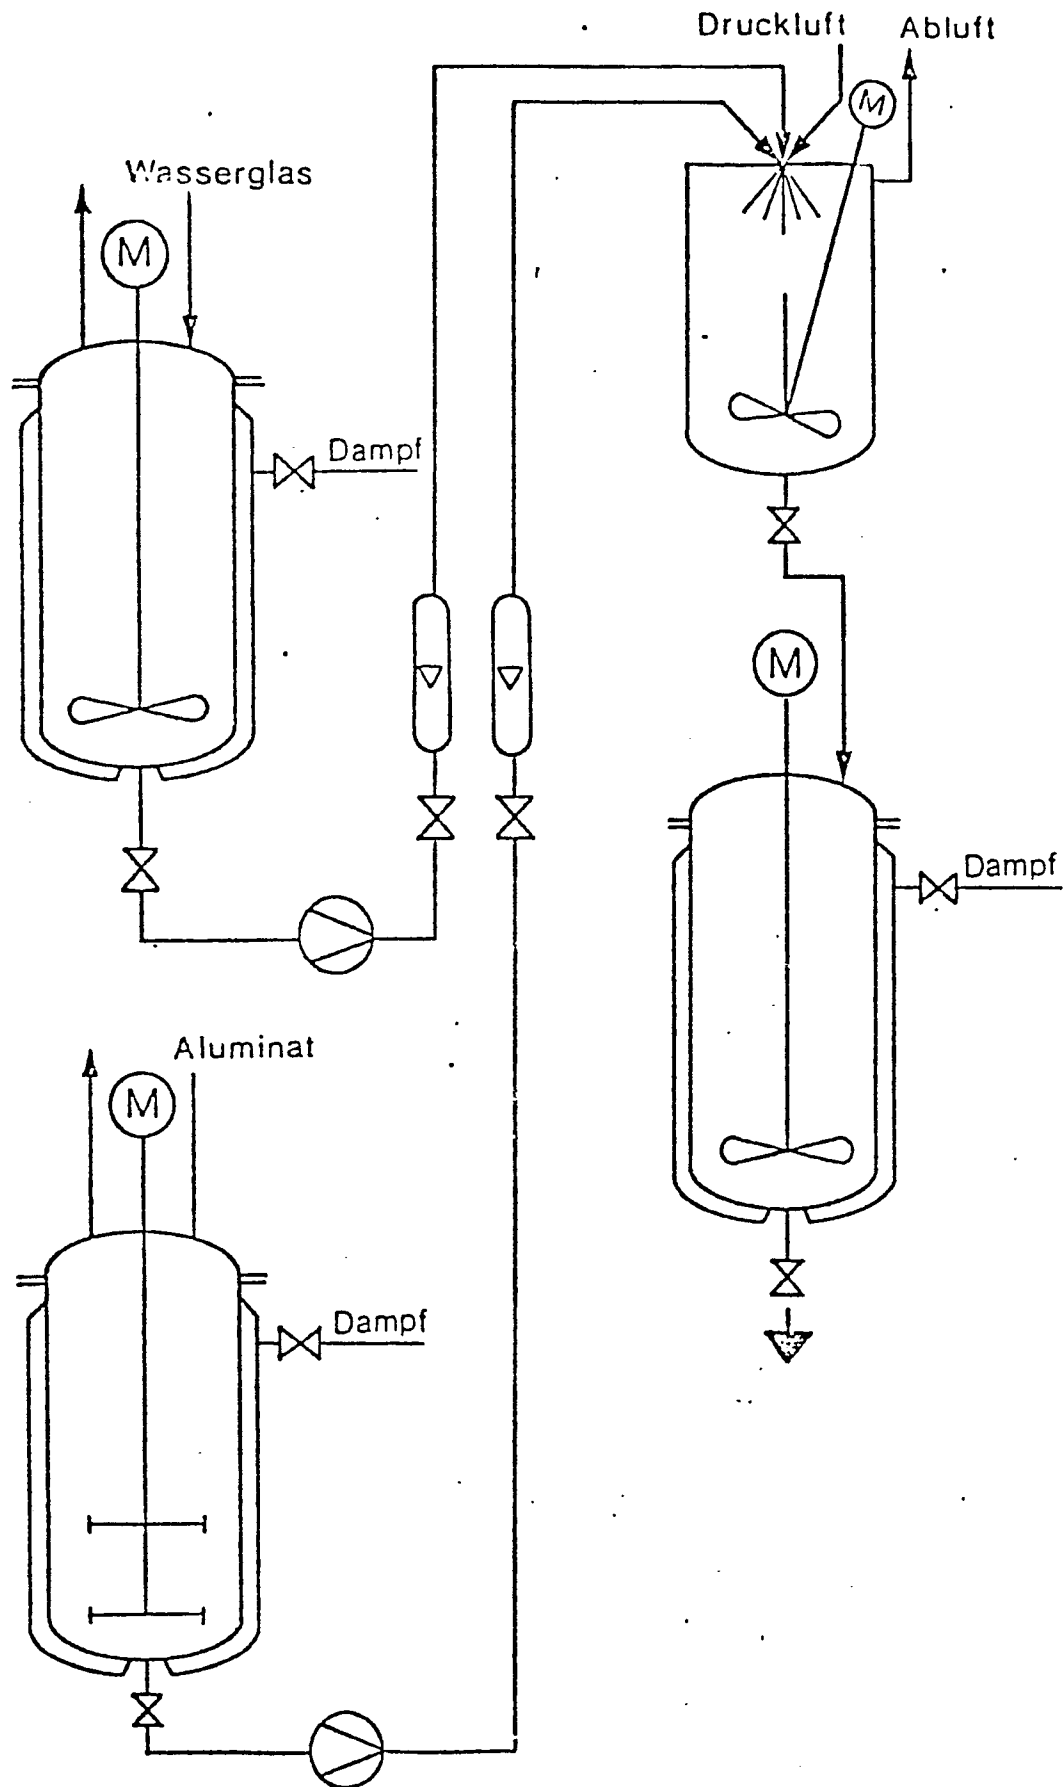 Druckluft
Abluft
M
Wasserglas
M
Dampf
M
Dampf
Aluminat
M
Dampf